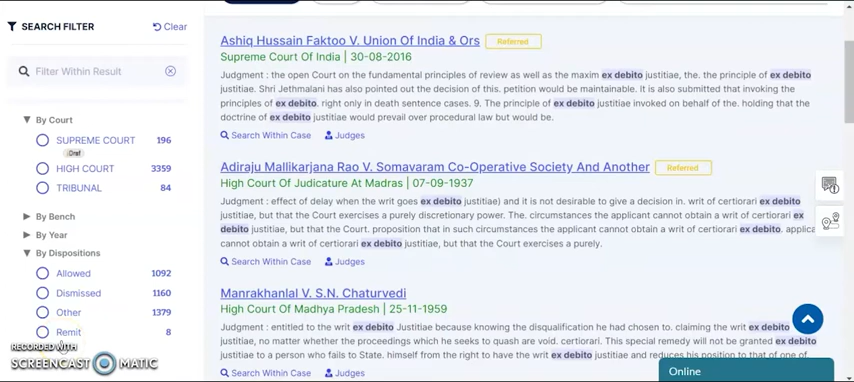 SEARCH FILTER
Clear
Filter Within Result
By Court
SUPREME COURT 196
HIGH COURT 3359
TRIBUNAL 84
By Bench
By Year
By Dispositions
Allowed 1092
Dismissed 1160
Other 1379
Remit 8
RECORDED WITH
SCREENCAST MATIC
Ashiq Hussain Faktoo V. Union Of India & Ors Referred
Supreme Court Of India | 30-08-2016
Judgment : the open Court on the fundamental principles of review as well as the maxim ex debito justitiae, the. the principle of ex debito
justitiae. Shri Jethmalani has also pointed out the decision of this. petition would be maintainable. It is also submitted that invoking the
principles of ex debito. right only in death sentence cases. 9. The principle of ex debito justitiae invoked on behalf of the. holding that the
doctrine of ex debito justitiae would prevail over procedural law but would be.
Search Within Case Judges
Adiraju Mallikarjana Rao V. Somavaram Co-Operative Society And Another Referred
High Court Of Judicature At Madras | 07-09-1937
Judgment : effect of delay when the writ goes ex debito justitiae) and it is not desirable to give a decision in. writ of certiorari ex debito
justitiae, but that the Court exercises a purely discretionary power. The. circumstances the applicant cannot obtain a writ of certiorari ex
debito justitiae, but that the Court. proposition that in such circumstances the applicant cannot obtain a writ of certiorari ex debito. applica
cannot obtain a writ of certiorari ex debito justitiae, but that the Court exercises a purely.
Search Within Case Judges
Manrakhanlal V. S.N. Chaturvedi
High Court Of Madhya Pradesh | 25-11-1959
Judgment : entitled to the writ ex debito Justitiae because knowing the disqualification he had chosen to. claiming the writ ex debito
justitiae, no matter whether the proceedings which he seeks to quash are void. certiorari. This special remedy will not be granted ex debito
justitiae to a person who fails to State. himself from the right to have the writ ex debito justitiae and reduces his position to that of one of.
Search Within Case Judges
Online